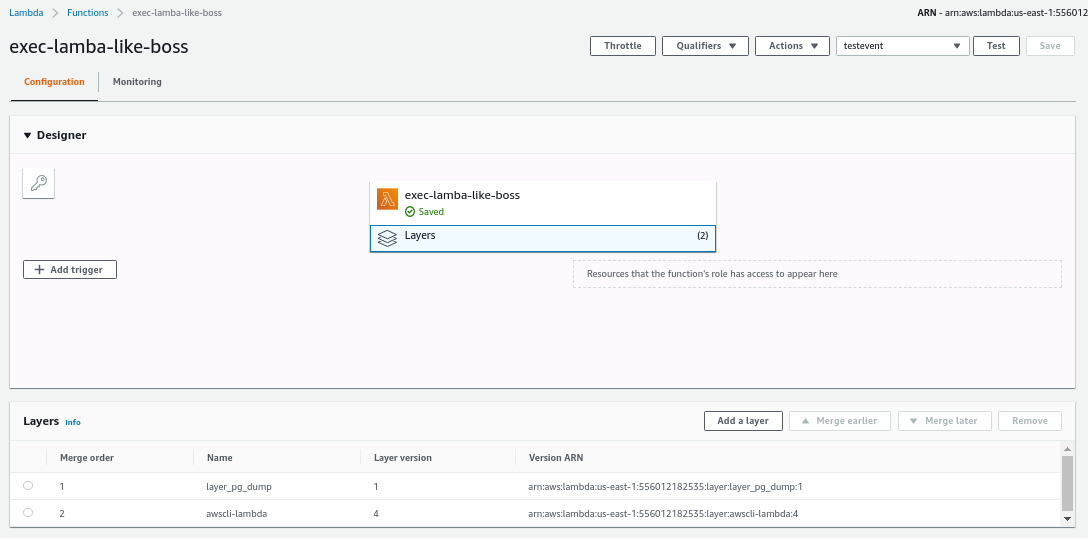 Lambda Functions exec-lamba-like-boss ARN - arn:aws:lambda:us-east-1:556012
exec-lamba-like-boss Throttle Qualifiers Actions testevent Test Save
Configuration Monitoring
Designer
exec-lamba-like-boss
Saved
Layers (2)
Add trigger
Resources that the function's role has access to appear here
Layers Info Add a layer Merge earlier Merge later Remove
Merge order Name Layer version Version ARN
1 layer_pg_dump 1 arn:aws:lambda:us-east-1:556012182535:layer:layer_pg_dump:1
2 awscli-lambda 4 arn:aws:lambda:us-east-1:556012182535:layer:awscli-lambda:4